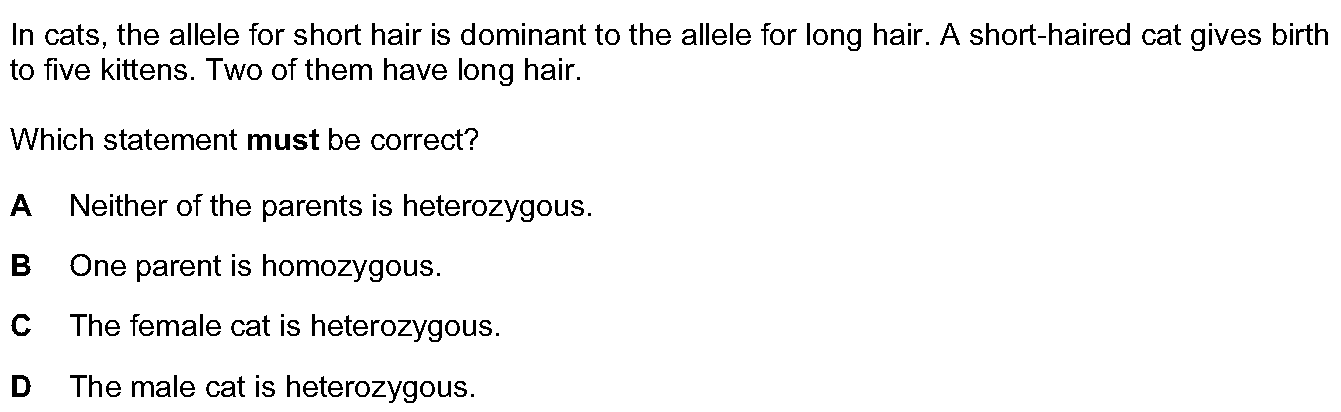 In cats, the allele for short hair is dominant to the allele for long hair. A short-haired cat gives birth
to five kittens. Two of them have long hair.
Which statement must be correct?
A Neither of the parents is heterozygous.
B One parent is homozygous.
C The female cat is heterozygous.
D The male cat is heterozygous.